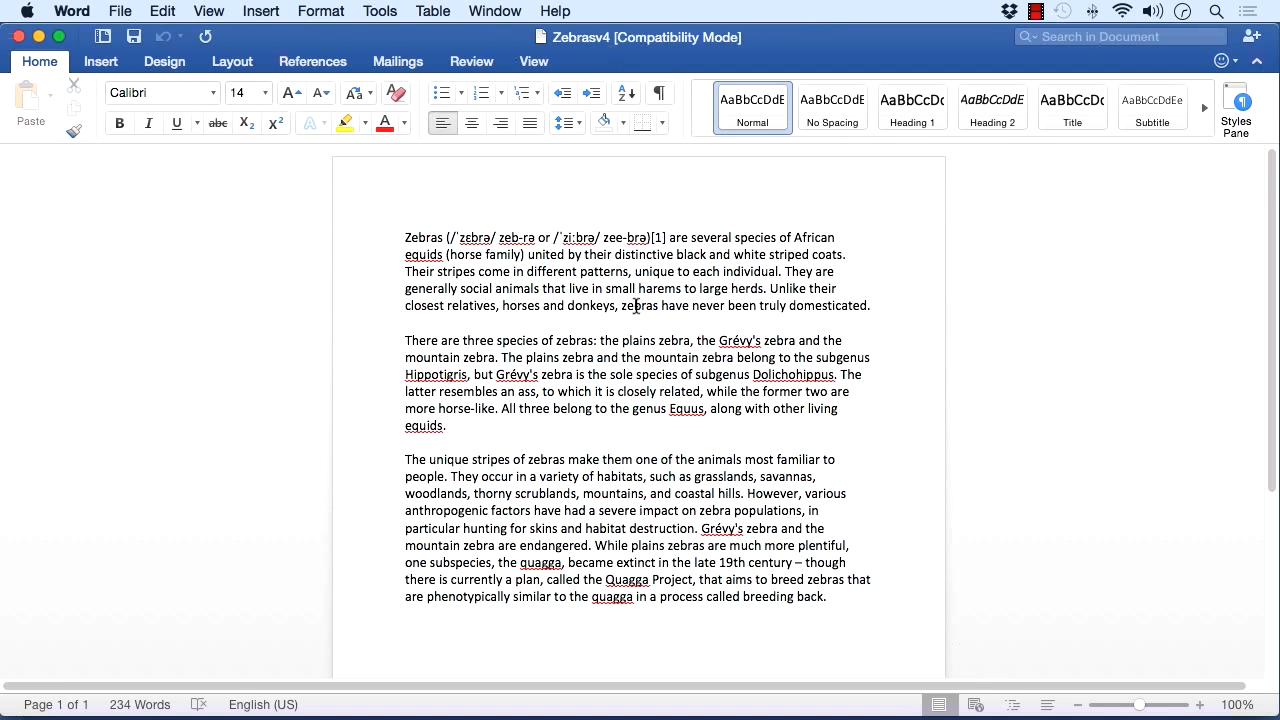 Word File Edit View Insert Format Tools Table Window Help
Zebrasv4 [Compatibility Mode]
Search in Document
Home Insert Design Layout References Mailings Review View
Paste
Calibri 14
B I U abc X₂ X² A A
AaBbCcDdE AaBbCcDdE AaBbCcDc AaBbCcDdE AaBbCcDc AaBbCcDdEe
Normal No Spacing Heading 1 Heading 2 Title Subtitle
Styles
Pane
Zebras (/ˈzɛbrə/ zeb-rə or /ˈziːbrə/ zee-brə)[1] are several species of African
equids (horse family) united by their distinctive black and white striped coats.
Their stripes come in different patterns, unique to each individual. They are
generally social animals that live in small harems to large herds. Unlike their
closest relatives, horses and donkeys, zebras have never been truly domesticated.
There are three species of zebras: the plains zebra, the Grévy's zebra and the
mountain zebra. The plains zebra and the mountain zebra belong to the subgenus
Hippotigris, but Grévy's zebra is the sole species of subgenus Dolichohippus. The
latter resembles an ass, to which it is closely related, while the former two are
more horse-like. All three belong to the genus Equus, along with other living
equids.
The unique stripes of zebras make them one of the animals most familiar to
people. They occur in a variety of habitats, such as grasslands, savannas,
woodlands, thorny scrublands, mountains, and coastal hills. However, various
anthropogenic factors have had a severe impact on zebra populations, in
particular hunting for skins and habitat destruction. Grévy's zebra and the
mountain zebra are endangered. While plains zebras are much more plentiful,
one subspecies, the quagga, became extinct in the late 19th century – though
there is currently a plan, called the Quagga Project, that aims to breed zebras that
are phenotypically similar to the quagga in a process called breeding back.
Page 1 of 1 234 Words English (US) 100%